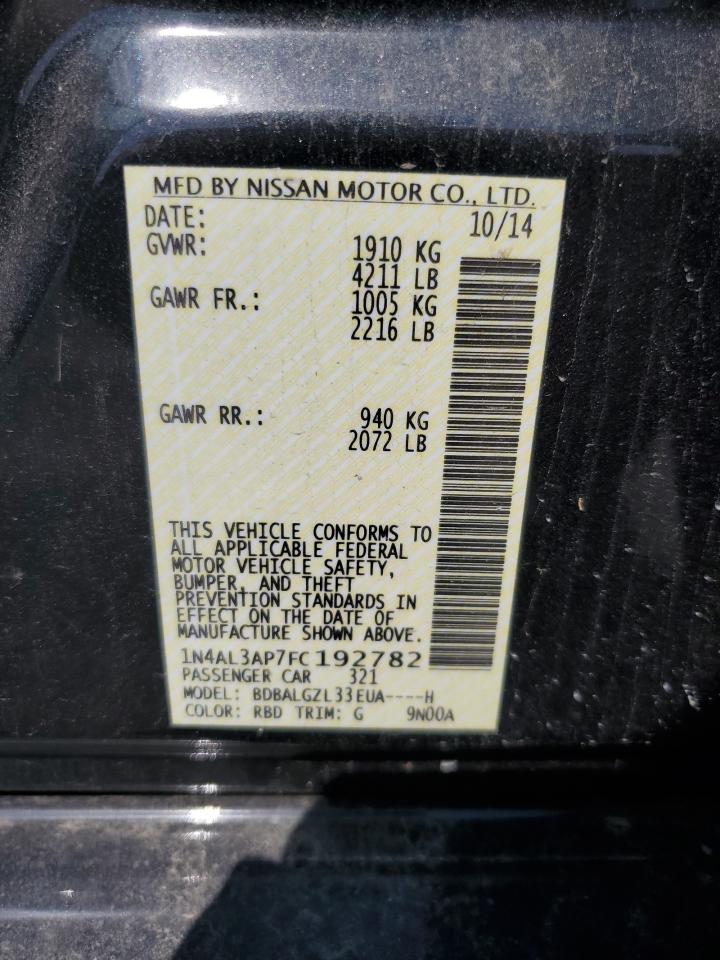 MFD BY NISSAN MOTOR CO., LTD.
DATE: 10/14
GVWR: 1910 KG
4211 LB
GAWR FR.: 1005 KG
2216 LB
GAWR RR.: 940 KG
2072 LB
THIS VEHICLE CONFORMS TO
ALL APPLICABLE FEDERAL
MOTOR VEHICLE SAFETY,
BUMPER, AND THEFT
PREVENTION STANDARDS IN
EFFECT ON THE DATE OF
MANUFACTURE SHOWN ABOVE.
1N4AL3AP7FC192782
PASSENGER CAR 321
MODEL: BDBALGZL33EUA----H
COLOR: RBD TRIM: G 9N00A